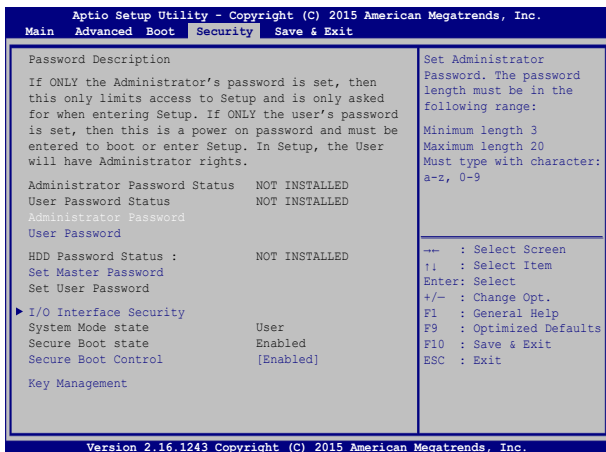 Aptio Setup Utility - Copyright (C) 2015 American Megatrends, Inc.
Main Advanced Boot Security Save & Exit
Password Description
If ONLY the Administrator's password is set, then
this only limits access to Setup and is only asked
for when entering Setup. If ONLY the user's password
is set, then this is a power on password and must be
entered to boot or enter Setup. In Setup, the User
will have Administrator rights.
Administrator Password Status NOT INSTALLED
User Password Status NOT INSTALLED
Administrator Password
User Password
HDD Password Status : NOT INSTALLED
Set Master Password
Set User Password
I/O Interface Security
System Mode state User
Secure Boot state Enabled
Secure Boot Control [Enabled]
Key Management
Set Administrator
Password. The password
length must be in the
following range:
Minimum length 3
Maximum length 20
Must type with character:
a-z, 0-9
→← : Select Screen
↑↓ : Select Item
Enter: Select
+/— : Change Opt.
F1 : General Help
F9 : Optimized Defaults
F10 : Save & Exit
ESC : Exit
Version 2.16.1243 Copyright (C) 2015 American Megatrends, Inc.